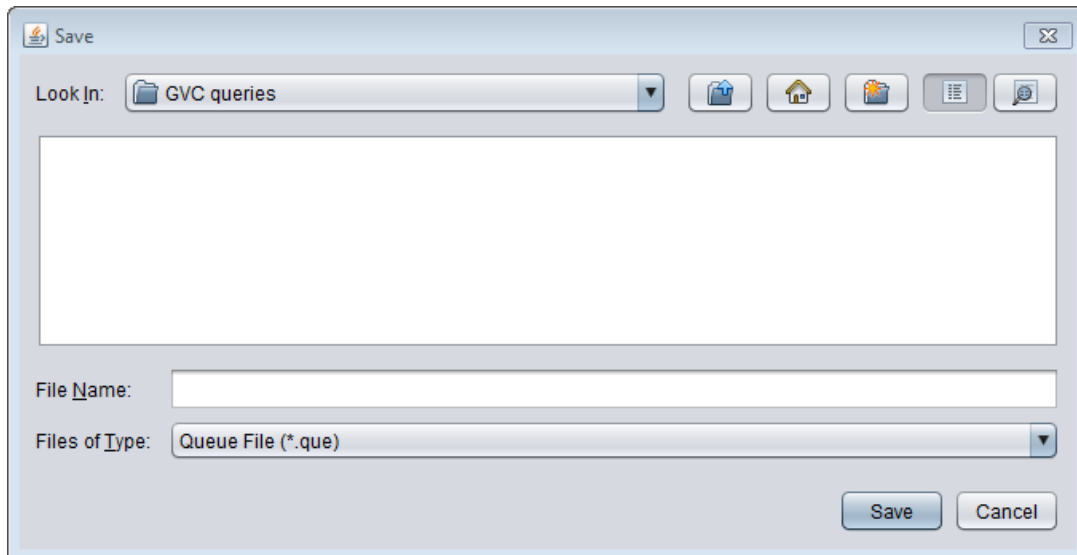 Save
Look In: GVC queries
File Name:
Files of Type: Queue File (*.que)
Save Cancel